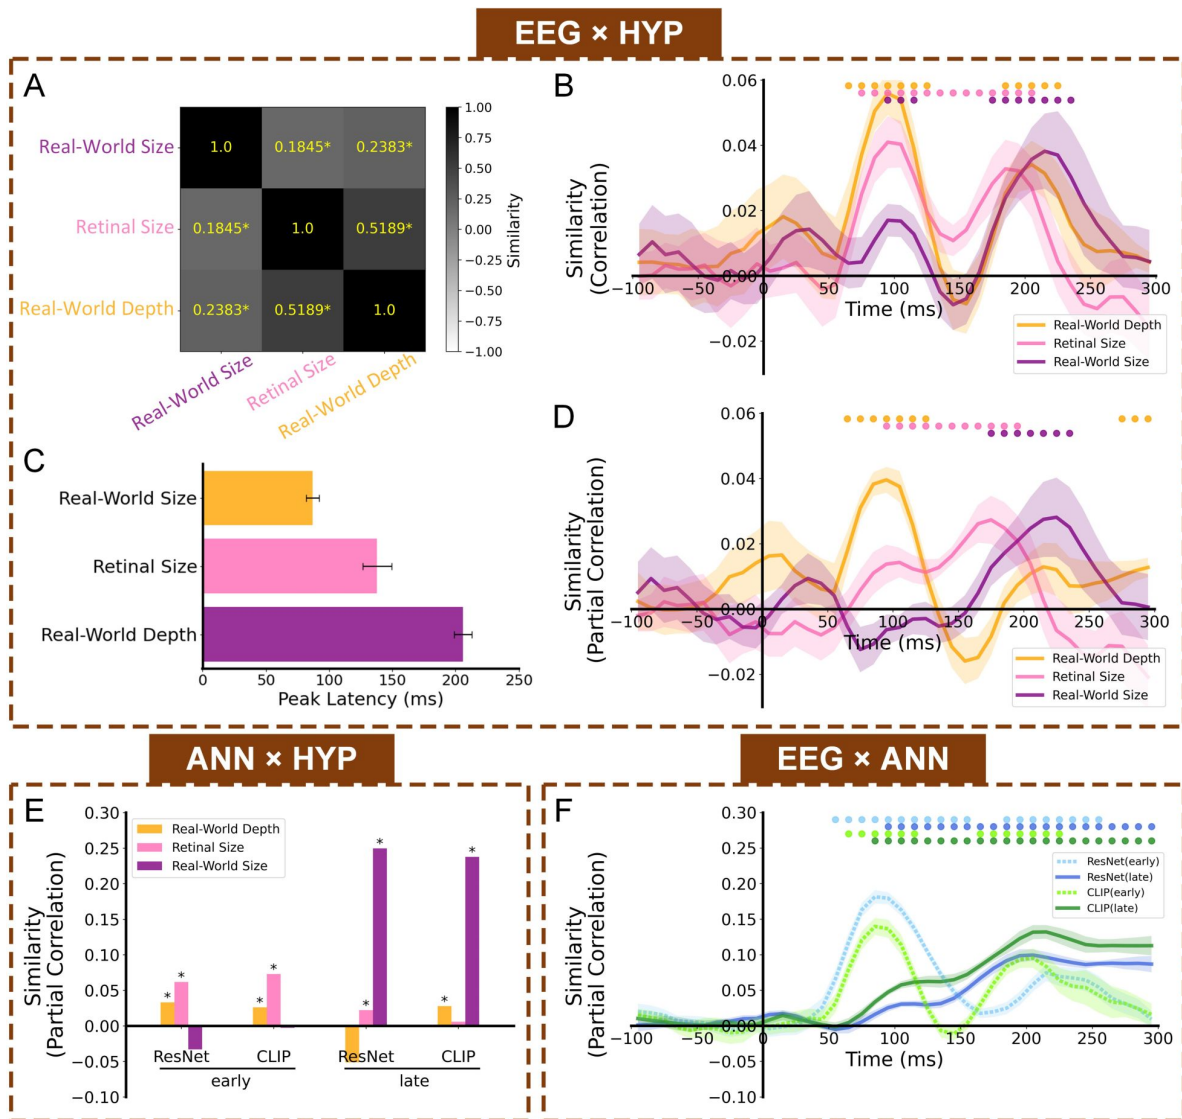 EEG × HYP
A
Real-World Size
Retinal Size
Real-World Depth
1.0
0.1845*
0.2383*
0.1845*
1.0
0.5189*
0.2383*
0.5189*
1.0
Real-World Size
Retinal Size
Real-World Depth
1.00
0.75
0.50
0.25
0.00
−0.25
−0.50
−0.75
−1.00
Similarity
B
0.06
0.04
0.02
0.00
−0.02
Similarity
(Correlation)
−100
−50
0
50
100
150
200
250
300
Time (ms)
Real-World Depth
Retinal Size
Real-World Size
C
Real-World Size
Retinal Size
Real-World Depth
0
50
100
150
200
250
Peak Latency (ms)
D
0.06
0.04
0.02
0.00
−0.02
Similarity
(Partial Correlation)
−100
−50
0
50
100
150
200
250
300
Time (ms)
Real-World Depth
Retinal Size
Real-World Size
ANN × HYP
E
0.30
0.25
0.20
0.15
0.10
0.05
0.00
−0.05
−0.10
Similarity
(Partial Correlation)
Real-World Depth
Retinal Size
Real-World Size
*
*
*
*
*
*
*
*
ResNet
CLIP
ResNet
CLIP
early
late
EEG × ANN
F
0.30
0.25
0.20
0.15
0.10
0.05
0.00
−0.05
−0.10
Similarity
(Partial Correlation)
−100
−50
0
50
100
150
200
250
300
Time (ms)
ResNet(early)
ResNet(late)
CLIP(early)
CLIP(late)